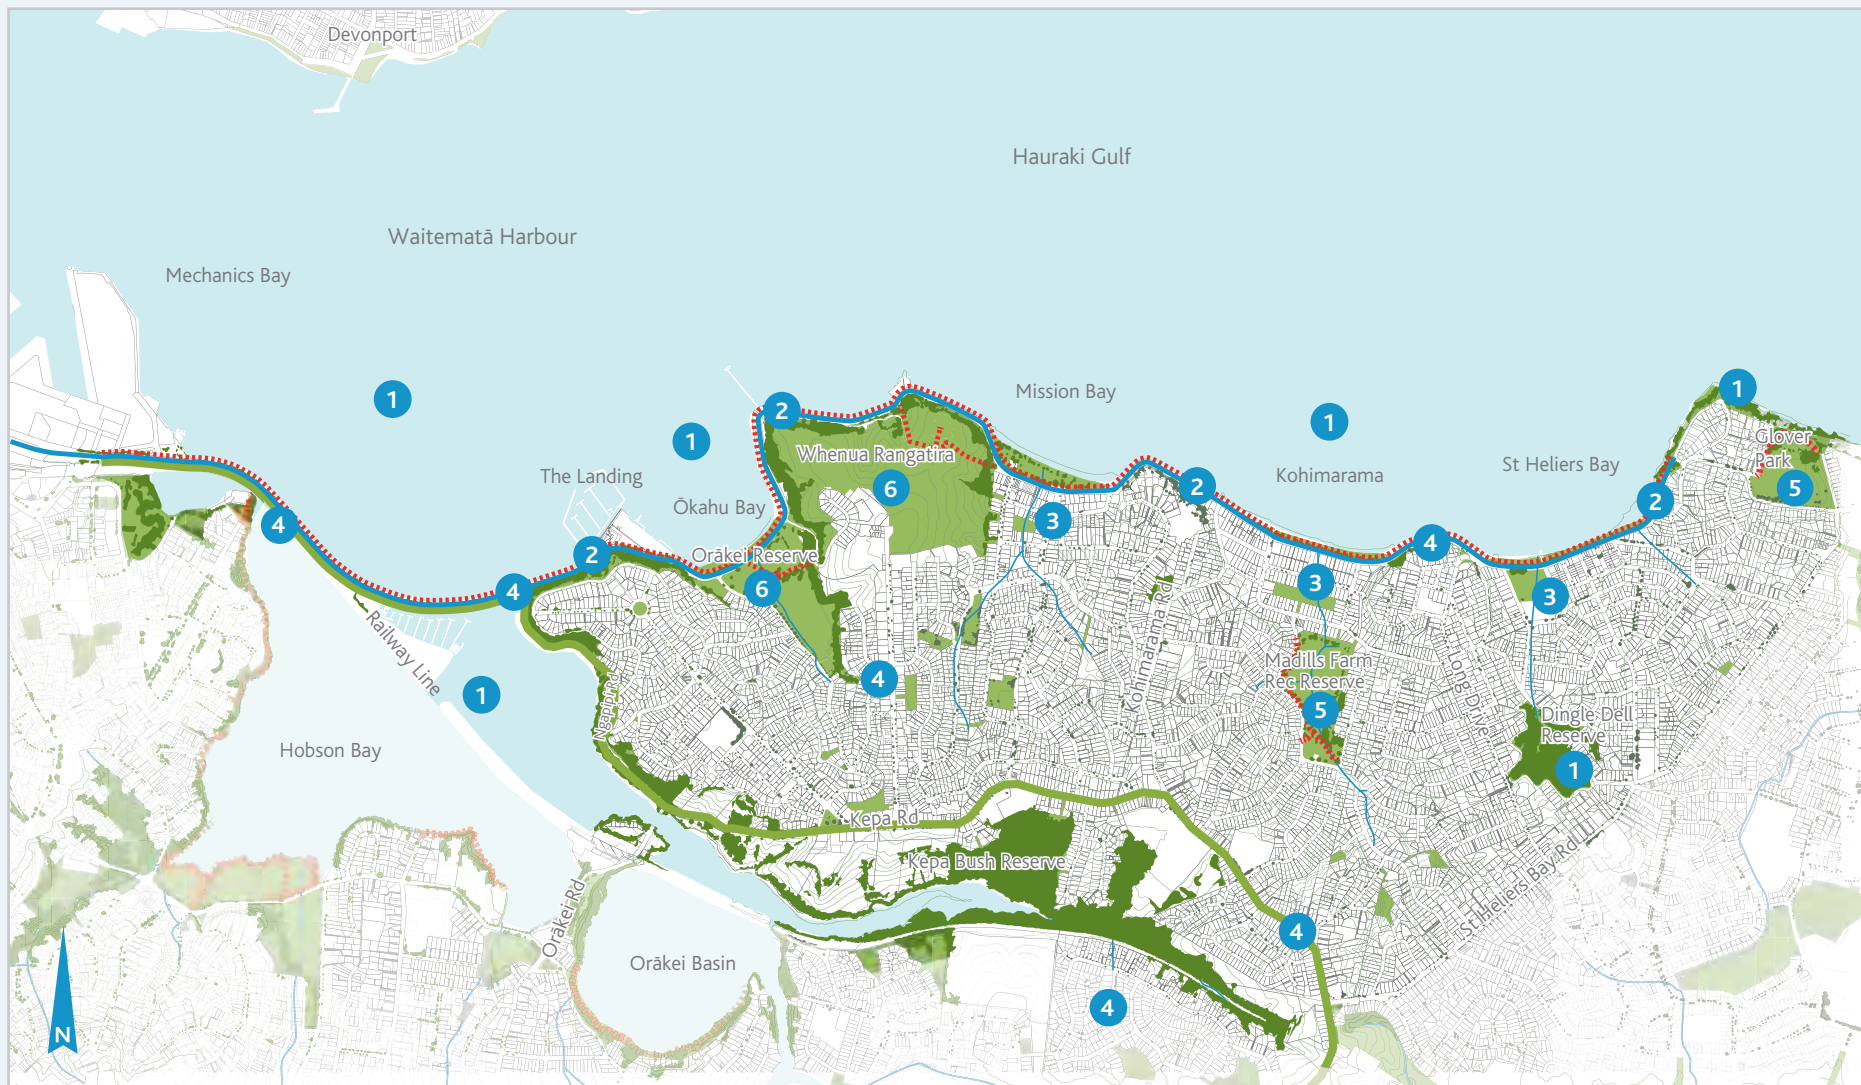 Devonport
Hauraki Gulf
Waitematā Harbour
Mechanics Bay
1
2
Mission Bay
1
1
Glover
Park
1
Whenua Rangatira
Kohimarama
St Heliers Bay
The Landing
6
2
5
Ōkahu Bay
2
3
4
4
2
Orākei Reserve
6
3
3
4
Railway Line
Ngapipi Rd
4
Kohimarama Rd
Madills Farm
Rec Reserve
Long Drive
1
5
Dingle Dell
Reserve
Hobson Bay
1
Kepa Rd
Kepa Bush Reserve
St Heliers Bay Rd
Orākei Rd
4
Orākei Basin
4
N